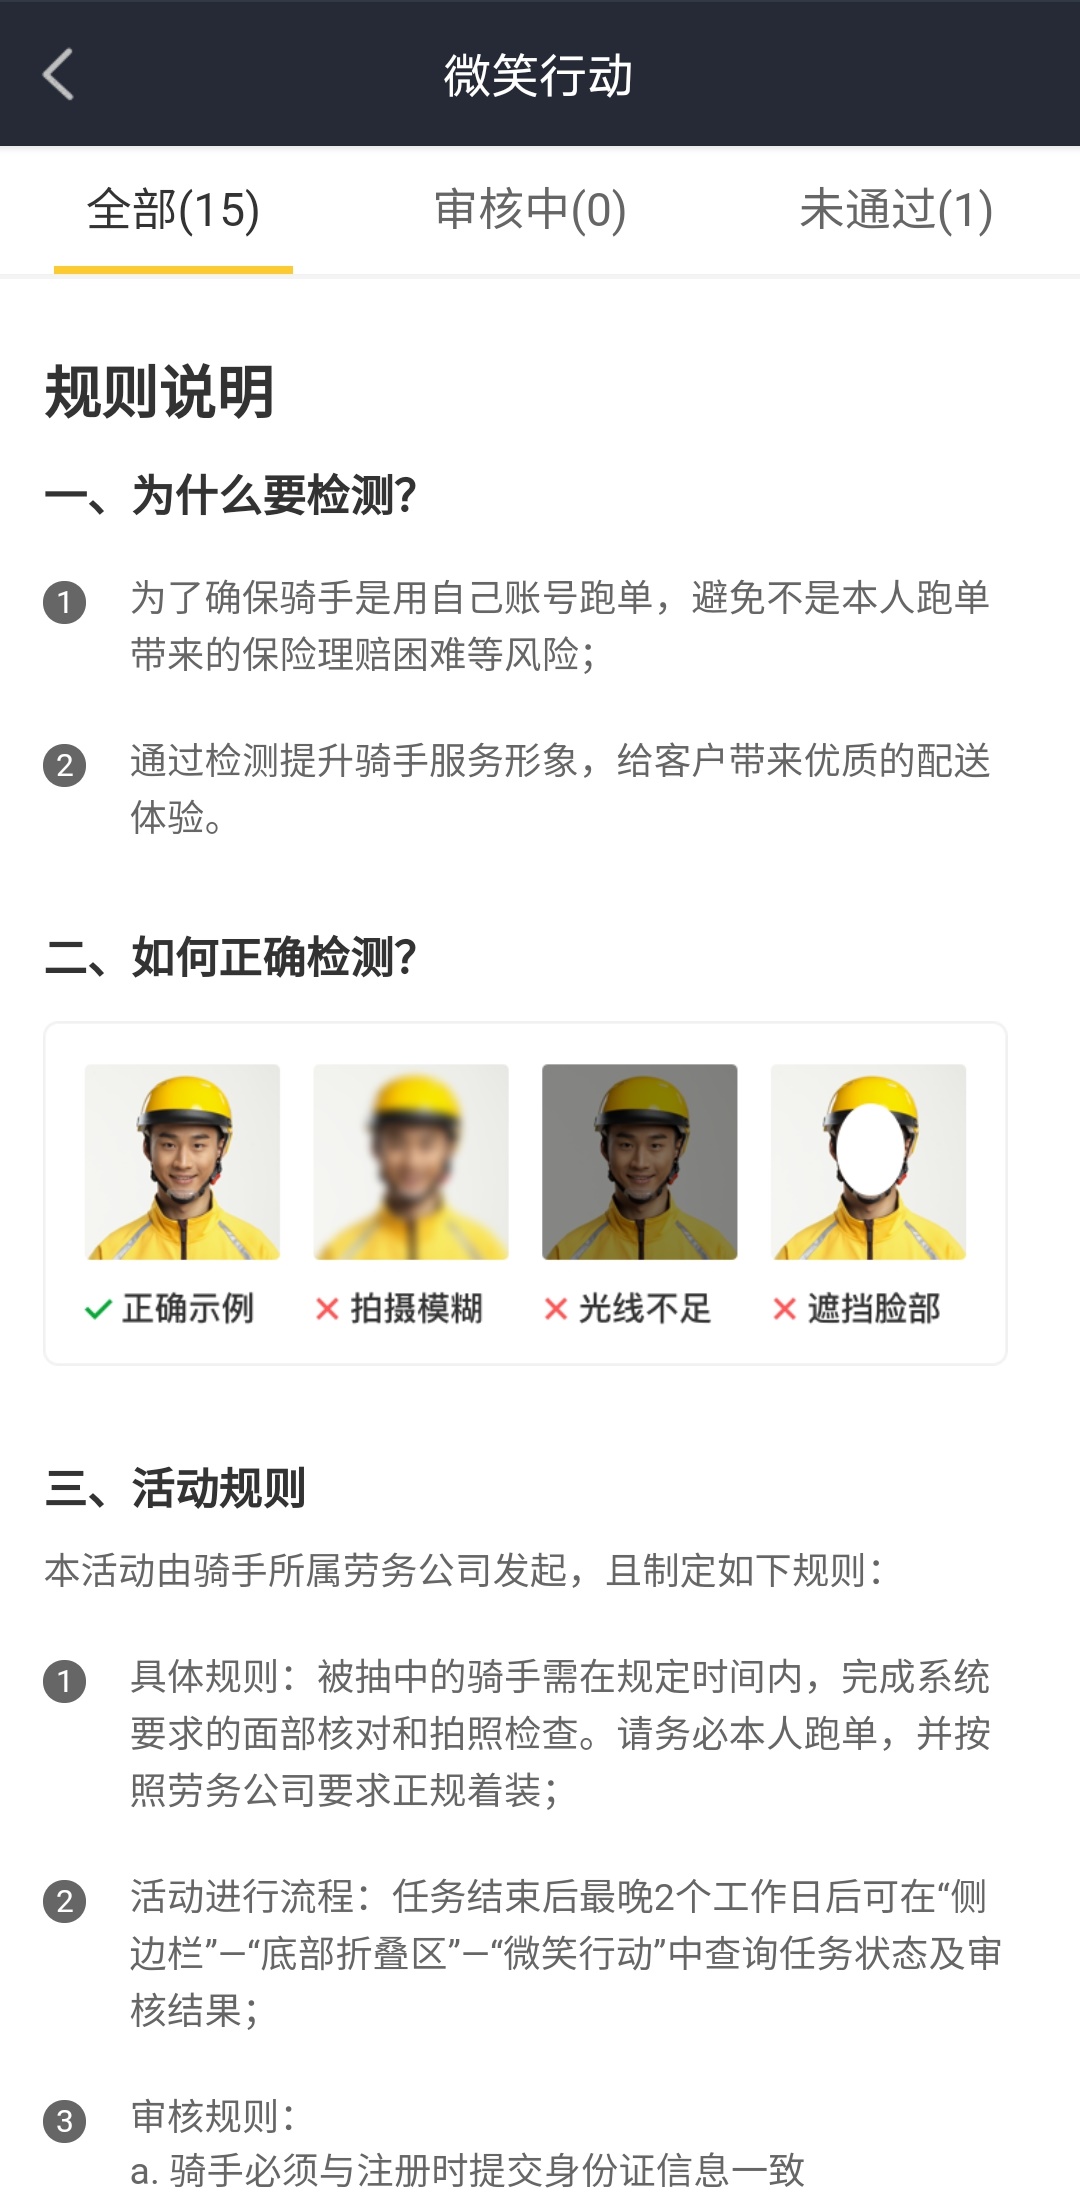 微笑行动
全部(15)
审核中(0)
未通过(1)
规则说明
一、为什么要检测？
1 为了确保骑手是用自己账号跑单，避免不是本人跑单
带来的保险理赔困难等风险；
2 通过检测提升骑手服务形象，给客户带来优质的配送
体验。
二、如何正确检测？
正确示例
拍摄模糊
光线不足
遮挡脸部
三、活动规则
本活动由骑手所属劳务公司发起，且制定如下规则：
1 具体规则：被抽中的骑手需在规定时间内，完成系统
要求的面部核对和拍照检查。请务必本人跑单，并按
照劳务公司要求正规着装；
2 活动进行流程：任务结束后最晚2个工作日后可在“侧
边栏”—“底部折叠区”—“微笑行动”中查询任务状态及审
核结果；
3 审核规则：
a. 骑手必须与注册时提交身份证信息一致